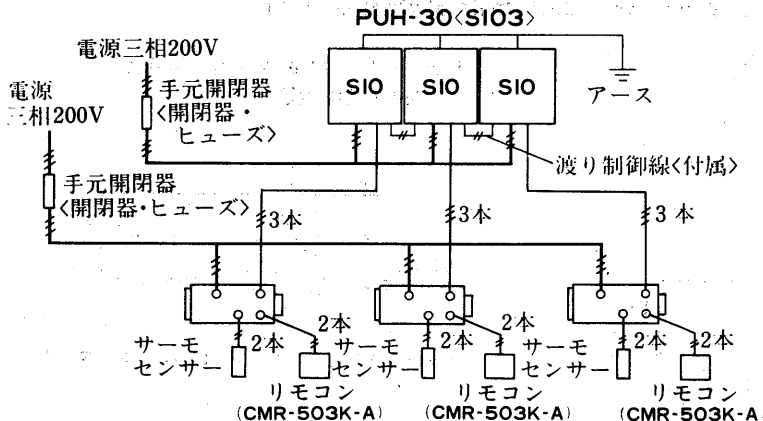 PUH-30〈S103〉
電源三相200V
手元開閉器
〈開閉器・
ヒューズ〉
S10
S10
S10
アース
電源
三相200V
手元開閉器
〈開閉器・ヒューズ〉
渡り制御線〈付属〉
3本
3本
3本
サーモ
センサー
2本
2本
リモコン
(CMR-503K-A)
サーモ
センサー
2本
2本
リモコン
(CMR-503K-A)
サーモ
センサー
2本
2本
リモコン
(CMR-503K-A